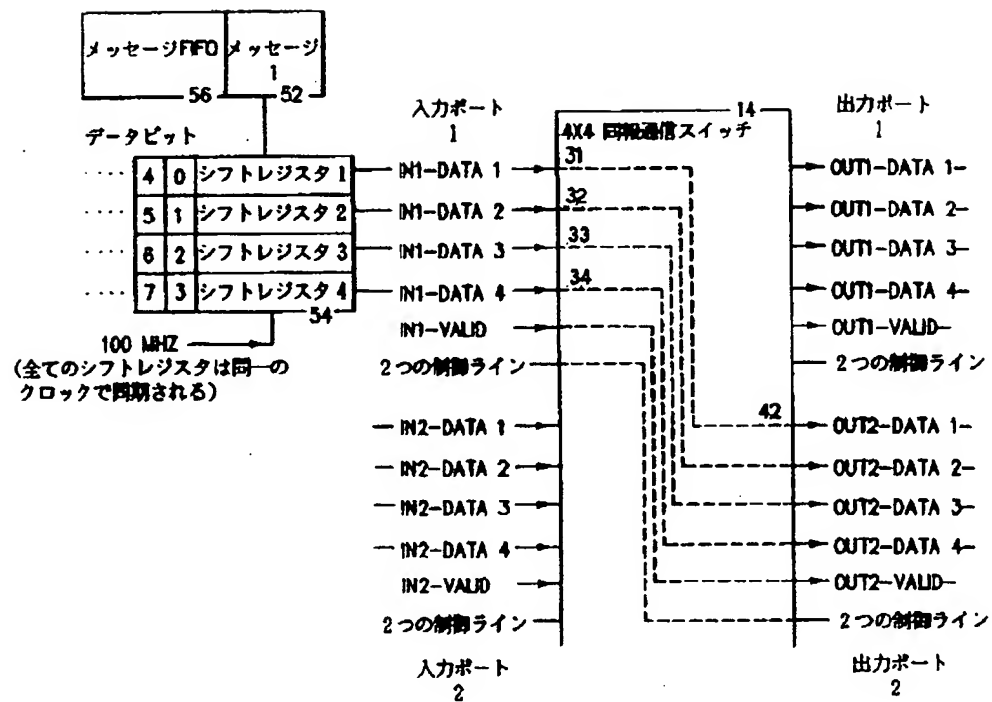 メッセージFIFO
メッセージ
1
56
52
データビット
‥‥ 4 0 シフトレジスタ 1
‥‥ 5 1 シフトレジスタ 2
‥‥ 6 2 シフトレジスタ 3
‥‥ 7 3 シフトレジスタ 4
54
100 MHZ
(全てのシフトレジスタは同一の
クロックで同期される)
入力ポート
1
IN1-DATA 1
IN1-DATA 2
IN1-DATA 3
IN1-DATA 4
IN1-VALID
2つの制御ライン
IN2-DATA 1
IN2-DATA 2
IN2-DATA 3
IN2-DATA 4
IN2-VALID
2つの制御ライン
入力ポート
2
14
4X4 同報通信スイッチ
31
32
33
34
42
出力ポート
1
OUT1-DATA 1-
OUT1-DATA 2-
OUT1-DATA 3-
OUT1-DATA 4-
OUT1-VALID-
2つの制御ライン
OUT2-DATA 1-
OUT2-DATA 2-
OUT2-DATA 3-
OUT2-DATA 4-
OUT2-VALID-
2つの制御ライン
出力ポート
2